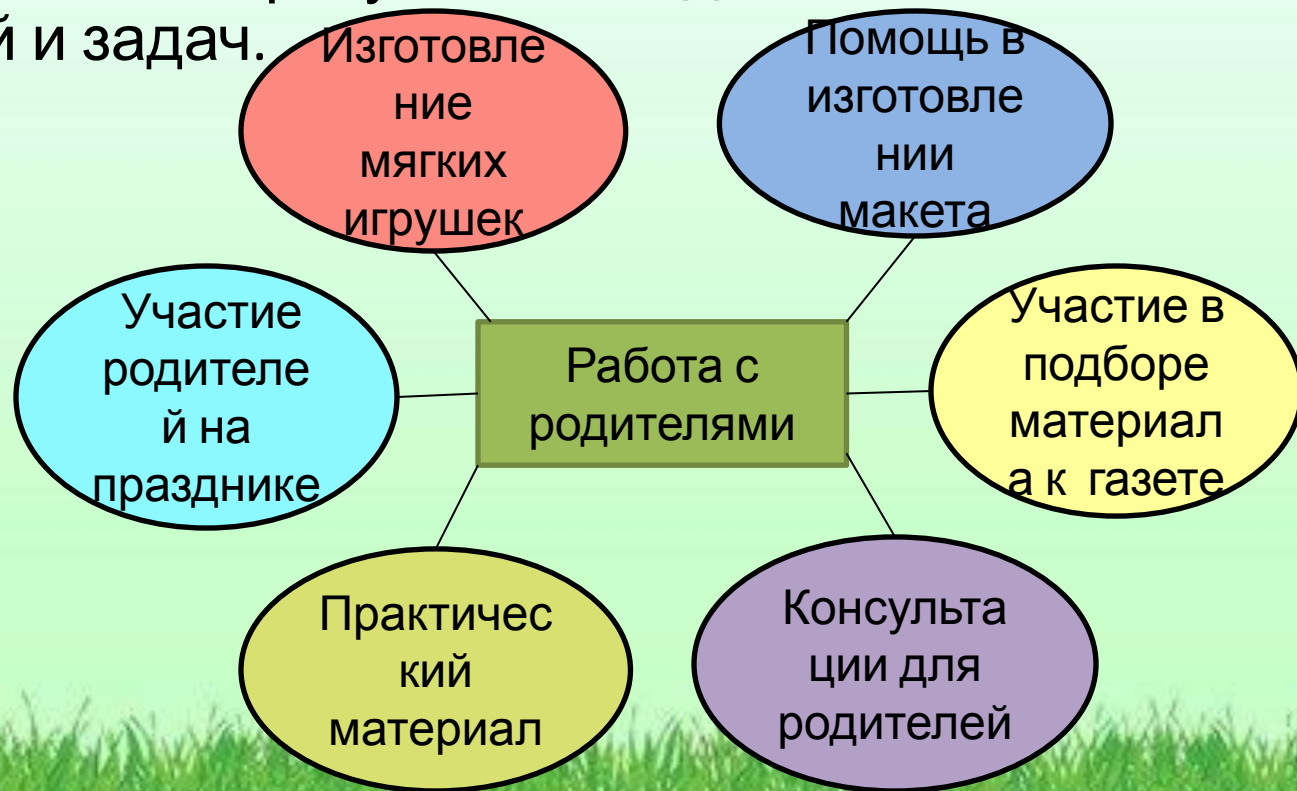 й и задач.
Изготовле
ние
мягких
игрушек
Помощь в
изготовле
нии
макета
Участие
родителе
й на
празднике
Работа с
родителями
Участие в
подборе
материал
а к газете
Практичес
кий
материал
Консульта
ции для
родителей